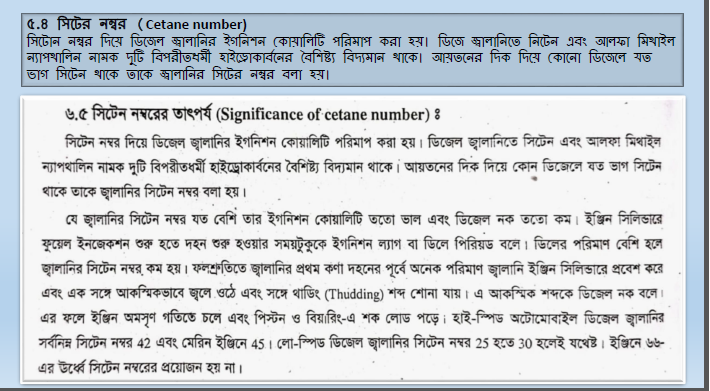 ৫.৪ সিটের নম্বর (Cetane number)
সিটোন নম্বর দিয়ে ডিজেল জ্বালানির ইগনিশন কোয়ালিটি পরিমাপ করা হয়। ডিজে জ্বালানিতে নিটেন এবং আলফা মিথাইল
ন্যাপথালিন নামক দুটি বিপরীতধর্মী হাইড্রোকার্বনের বৈশিষ্ট্য বিদ্যমান থাকে। আয়তনের দিক দিয়ে কোনো ডিজেলে যত
ভাগ সিটেন থাকে তাকে জ্বালানির সিটের নম্বর বলা হয়।
৬.৫ সিটেন নম্বরের তাৎপর্য (Significance of cetane number) ঃ
সিটেন নম্বর দিয়ে ডিজেল জ্বালানির ইগনিশন কোয়ালিটি পরিমাপ করা হয়। ডিজেল জ্বালানিতে সিটেন এবং আলফা মিথাইল
ন্যাপথালিন নামক দুটি বিপরীতধর্মী হাইড্রোকার্বনের বৈশিষ্ট্য বিদ্যমান থাকে। আয়তনের দিক দিয়ে কোন ডিজেলে যত ভাগ সিটেন
থাকে তাকে জ্বালানির সিটেন নম্বর বলা হয়।
যে জ্বালানির সিটেন নম্বর যত বেশি তার ইগনিশন কোয়ালিটি ততো ভাল এবং ডিজেল নক ততো কম। ইঞ্জিন সিলিন্ডারে
ফুয়েল ইনজেকশন শুরু হতে দহন শুরু হওয়ার সময়টুকুকে ইগনিশন ল্যাগ বা ডিলে পিরিয়ড বলে। ডিলের পরিমাণ বেশি হলে
জ্বালানির সিটেন নম্বর কম হয়। ফলশ্রুতিতে জ্বালানির প্রথম কণা দহনের পূর্বে অনেক পরিমাণ জ্বালানি ইঞ্জিন সিলিন্ডারে প্রবেশ করে
এবং এক সঙ্গে আকস্মিকভাবে জ্বলে ওঠে এবং সঙ্গে থাডিং (Thudding) শব্দ শোনা যায়। এ আকস্মিক শব্দকে ডিজেল নক বলে।
এর ফলে ইঞ্জিন অমসৃণ গতিতে চলে এবং পিস্টন ও বিয়ারিং-এ শক লোড পড়ে। হাই-স্পিড অটোমোবাইল ডিজেল জ্বালানির
সর্বনিম্ন সিটেন নম্বর 42 এবং মেরিন ইঞ্জিনে 45। লো-স্পিড ডিজেল জ্বালানির সিটেন নম্বর 25 হতে 30 হলেই যথেষ্ট। ইঞ্জিনে ৬৬-
এর উর্ধ্বে সিটেন নম্বরের প্রয়োজন হয় না।